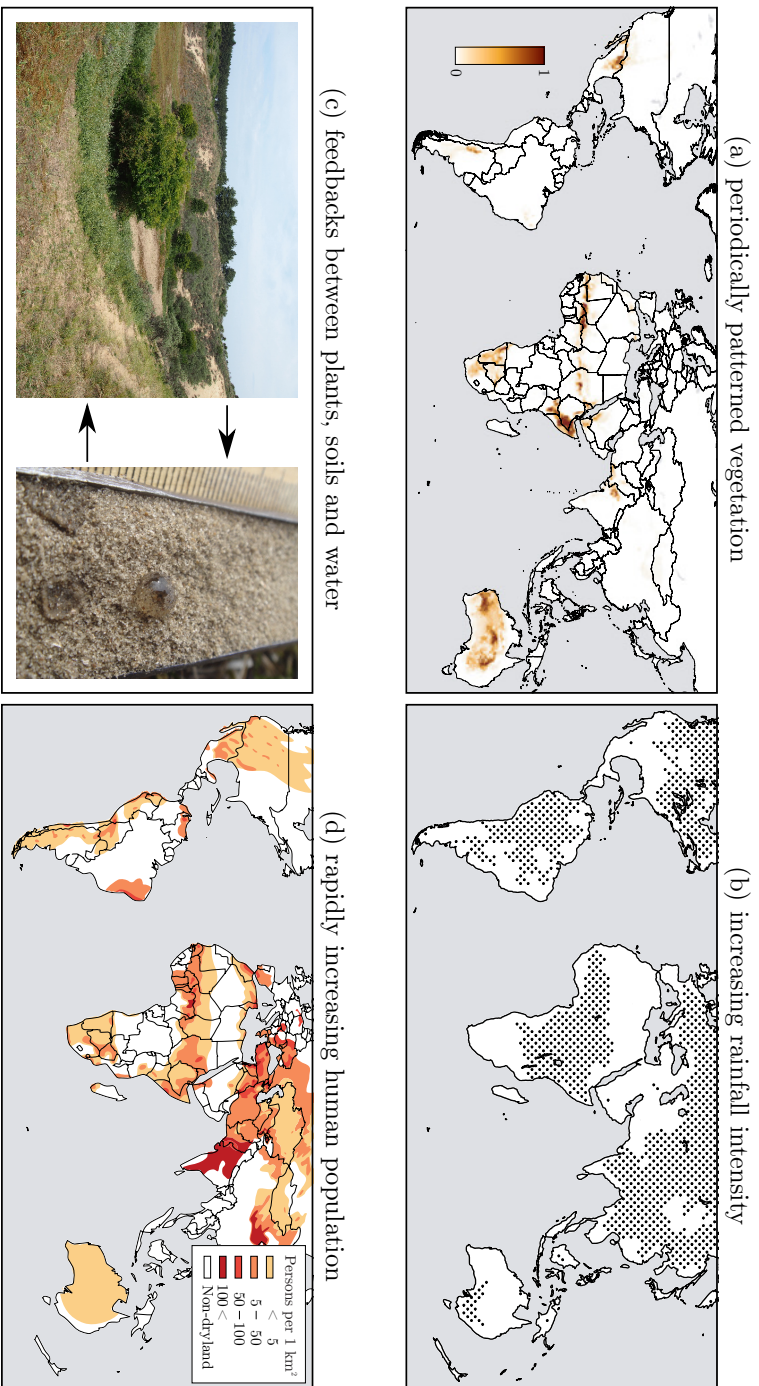 (a) periodically patterned vegetation
0
1
(b) increasing rainfall intensity
(c) feedbacks between plants, soils and water
(d) rapidly increasing human population
Persons per 1 km²
< 5
5 – 50
50 – 100
100 <
Non-dryland